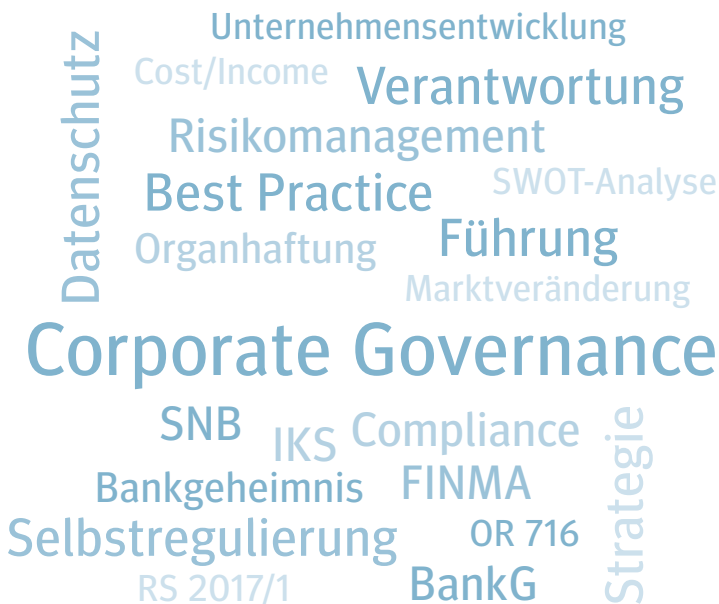 Unternehmensentwicklung
Datenschutz
Cost/Income
Verantwortung
Risikomanagement
Best Practice
SWOT-Analyse
Organhaftung
Führung
Marktveränderung
Corporate Governance
SNB
IKS
Compliance
Strategie
Bankgeheimnis
FINMA
Selbstregulierung
OR 716
RS 2017/1
BankG